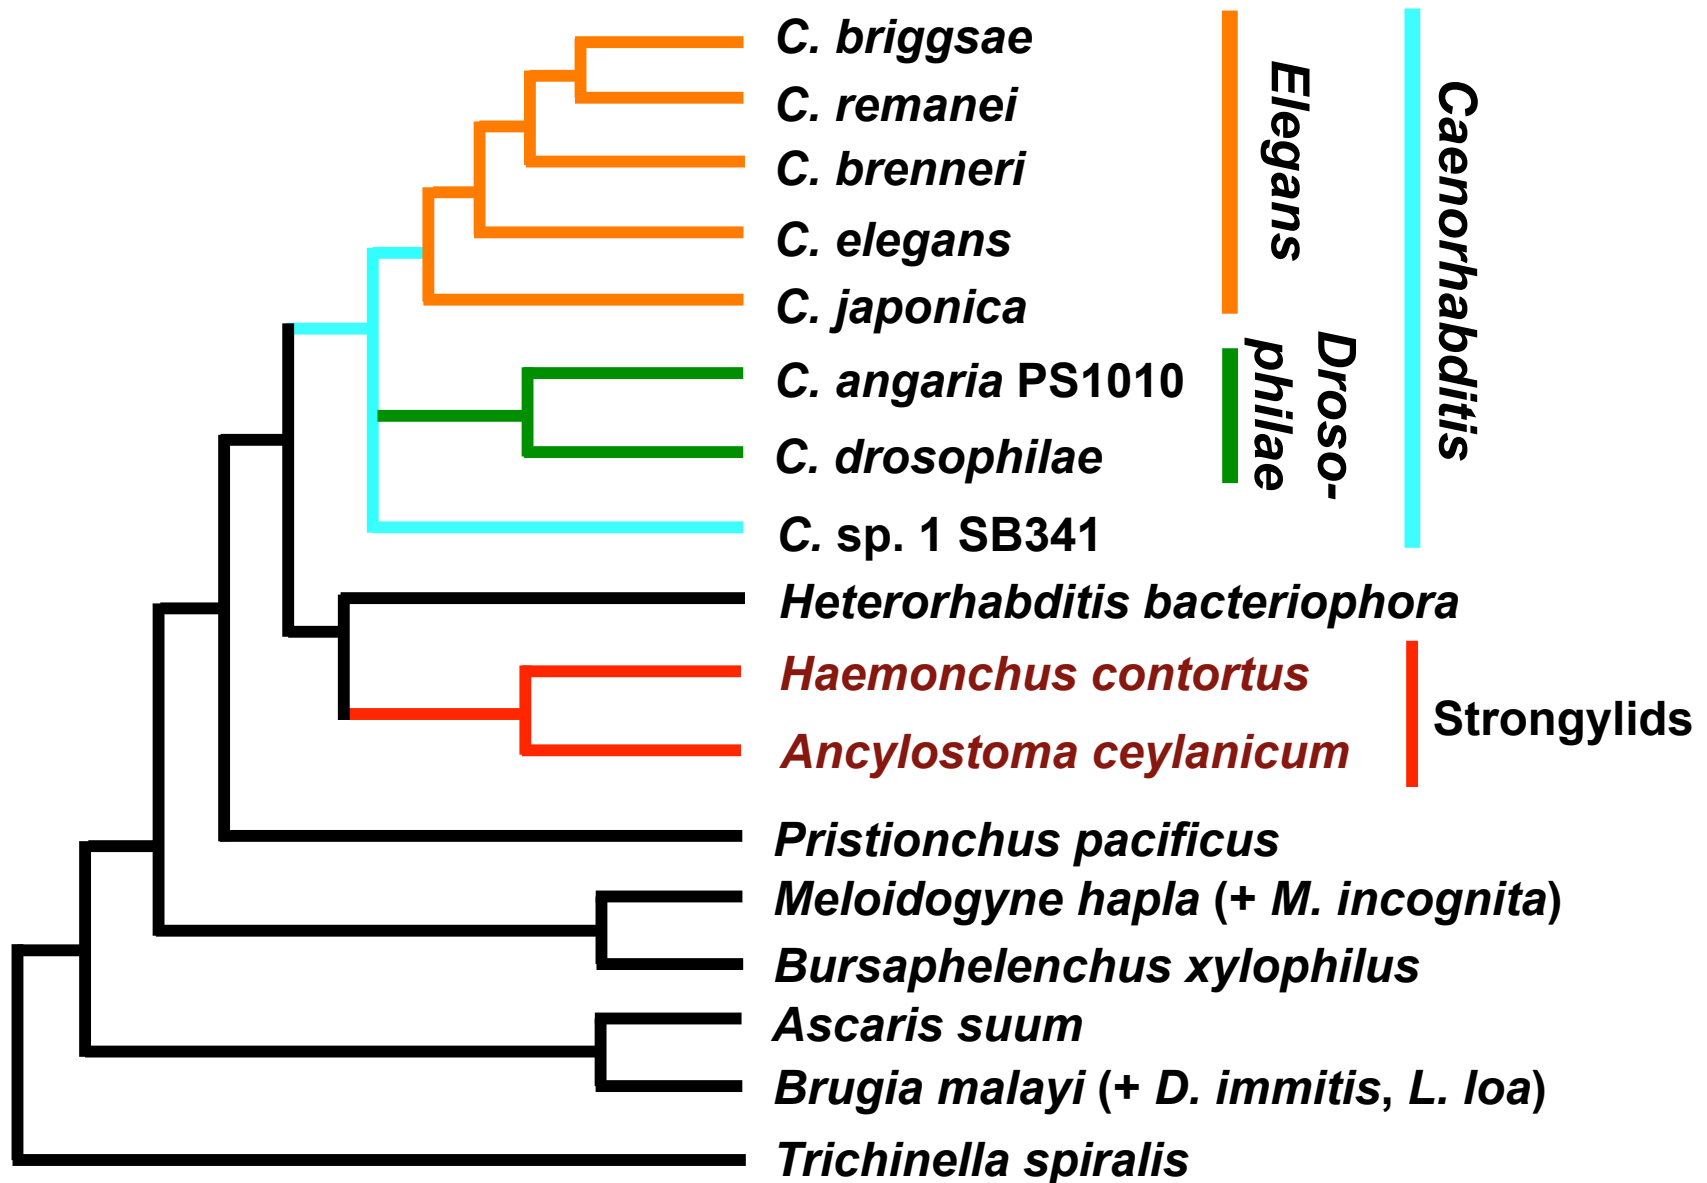 C. briggsae
C. remanei
C. brenneri
C. elegans
C. japonica
C. angaria PS1010
C. drosophilae
C. sp. 1 SB341
Heterorhabditis bacteriophora
Haemonchus contortus
Ancylostoma ceylanicum
Pristionchus pacificus
Meloidogyne hapla (+ M. incognita)
Bursaphelenchus xylophilus
Ascaris suum
Brugia malayi (+ D. immitis, L. loa)
Trichinella spiralis
Elegans
Droso-
philae
Caenorhabditis
Strongylids